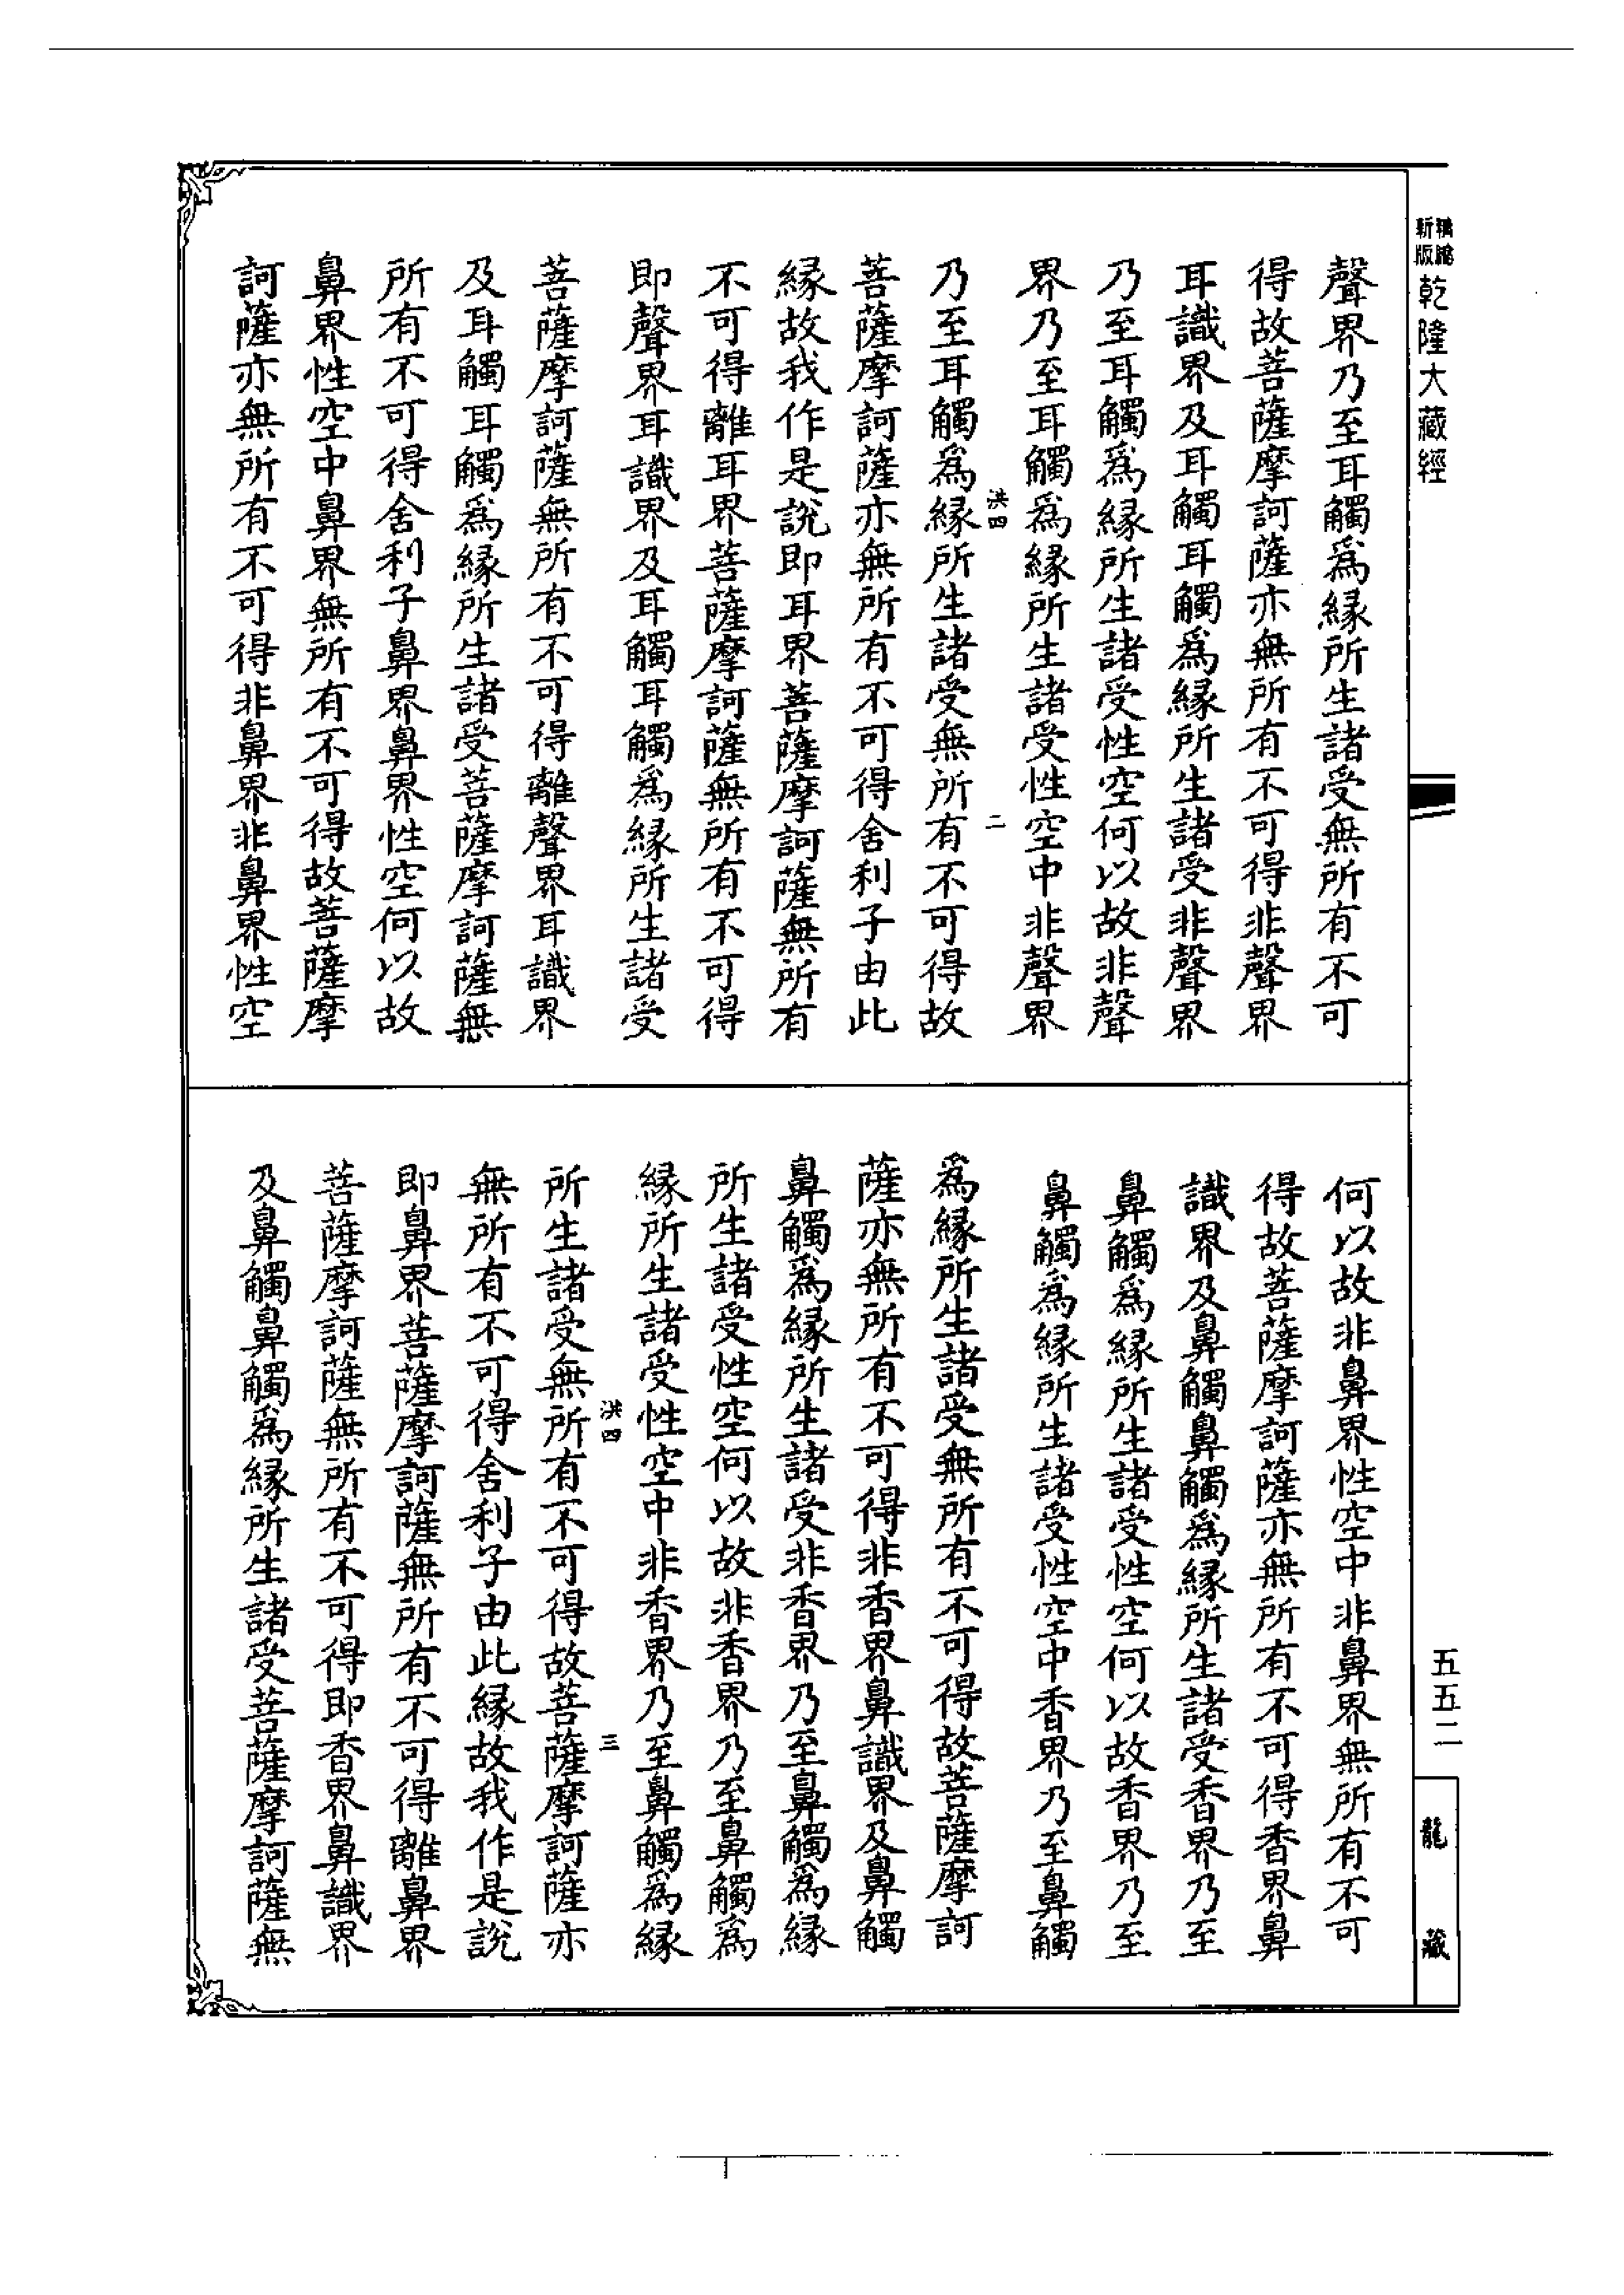 新版
乾隆大藏經
聲界乃至耳觸爲緣所生諸受無所有不可
得故菩薩摩訶薩亦無所有不可得非聲界
耳識界及耳觸耳觸爲緣所生諸受非聲界
乃至耳觸爲緣所生諸受性空何以故非聲
界乃至耳觸爲緣所生諸受性空中非聲界
洪四 二
乃至耳觸爲緣所生諸受無所有不可得故
菩薩摩訶薩亦無所有不可得舍利子由此
緣故我作是說即耳界菩薩摩訶薩無所有
不可得離耳界菩薩摩訶薩無所有不可得
即聲界耳識界及耳觸耳觸爲緣所生諸受
菩薩摩訶薩無所有不可得離聲界耳識界
及耳觸耳觸爲緣所生諸受菩薩摩訶薩無
所有不可得舍利子鼻界鼻界性空何以故
鼻界性空中鼻界無所有不可得故菩薩摩
訶薩亦無所有不可得非鼻界非鼻界性空
何以故非鼻界性空中非鼻界無所有不可
得故菩薩摩訶薩亦無所有不可得香界鼻
識界及鼻觸鼻觸爲緣所生諸受香界乃至
鼻觸爲緣所生諸受性空何以故香界乃至
鼻觸爲緣所生諸受性空中香界乃至鼻觸
爲緣所生諸受無所有不可得故菩薩摩訶
薩亦無所有不可得非香界鼻識界及鼻觸
鼻觸爲緣所生諸受非香界乃至鼻觸爲緣
所生諸受性空何以故非香界乃至鼻觸爲
緣所生諸受性空中非香界乃至鼻觸爲緣
洪四 三
所生諸受無所有不可得故菩薩摩訶薩亦
無所有不可得舍利子由此緣故我作是說
即鼻界菩薩摩訶薩無所有不可得離鼻界
菩薩摩訶薩無所有不可得即香界鼻識界
及鼻觸鼻觸爲緣所生諸受菩薩摩訶薩無
五五二
龍藏